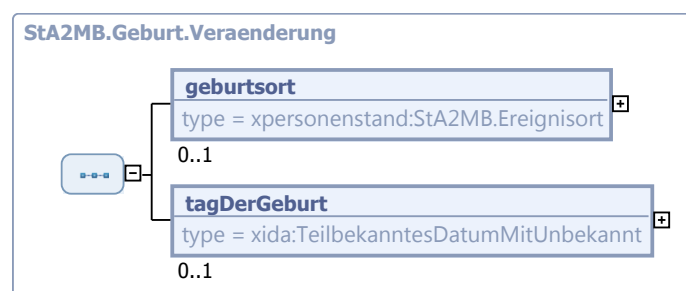 StA2MB.Geburt.Veraenderung
geburtsort
type = xpersonenstand:StA2MB.Ereignisort
0..1
tagDerGeburt
type = xida:TeilbekanntesDatumMitUnbekannt
0..1